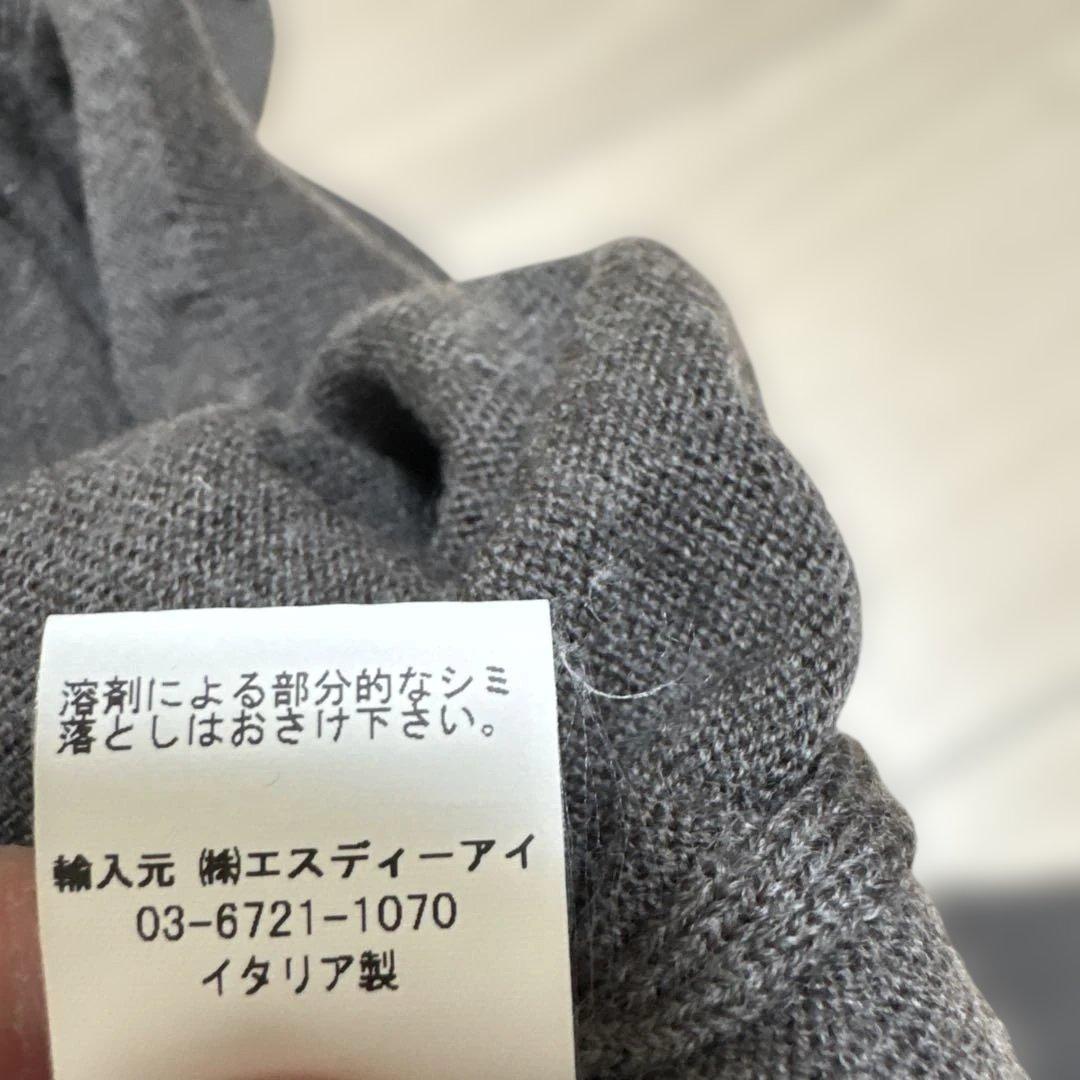 溶剤による部分的なシミ
落としはおさけ下さい。
輸入元 ㈱エスディーアイ
03-6721-1070
イタリア製